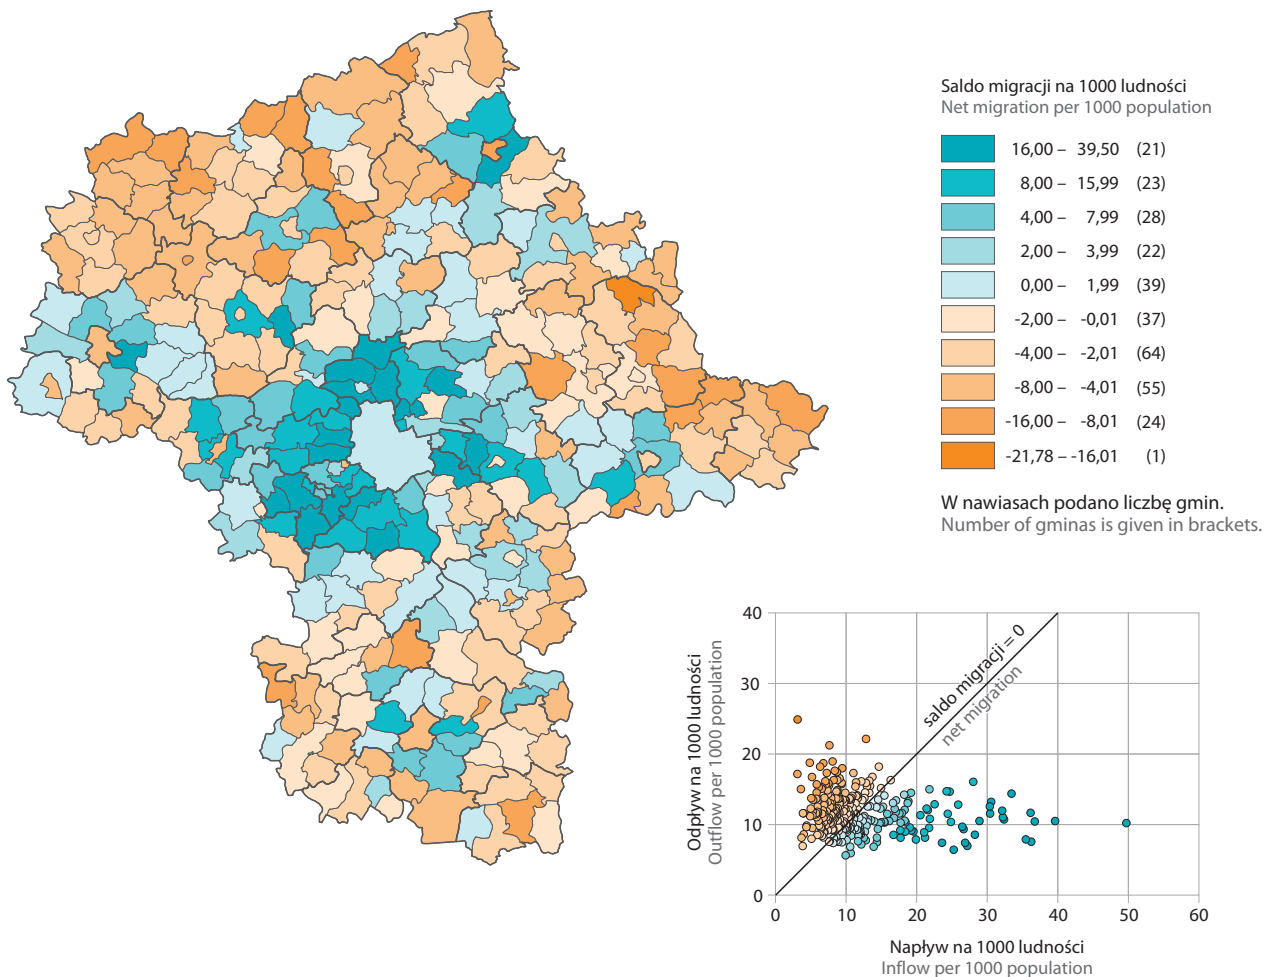 Saldo migracji na 1000 ludności
Net migration per 1000 population
16,00 – 39,50 (21)
8,00 – 15,99 (23)
4,00 – 7,99 (28)
2,00 – 3,99 (22)
0,00 – 1,99 (39)
-2,00 – -0,01 (37)
-4,00 – -2,01 (64)
-8,00 – -4,01 (55)
-16,00 – -8,01 (24)
-21,78 – -16,01 (1)
W nawiasach podano liczbę gmin.
Number of gminas is given in brackets.
Odpływ na 1000 ludności
Outflow per 1000 population
40
30
20
10
0
saldo migracji = 0
net migration
0 10 20 30 40 50 60
Napływ na 1000 ludności
Inflow per 1000 population